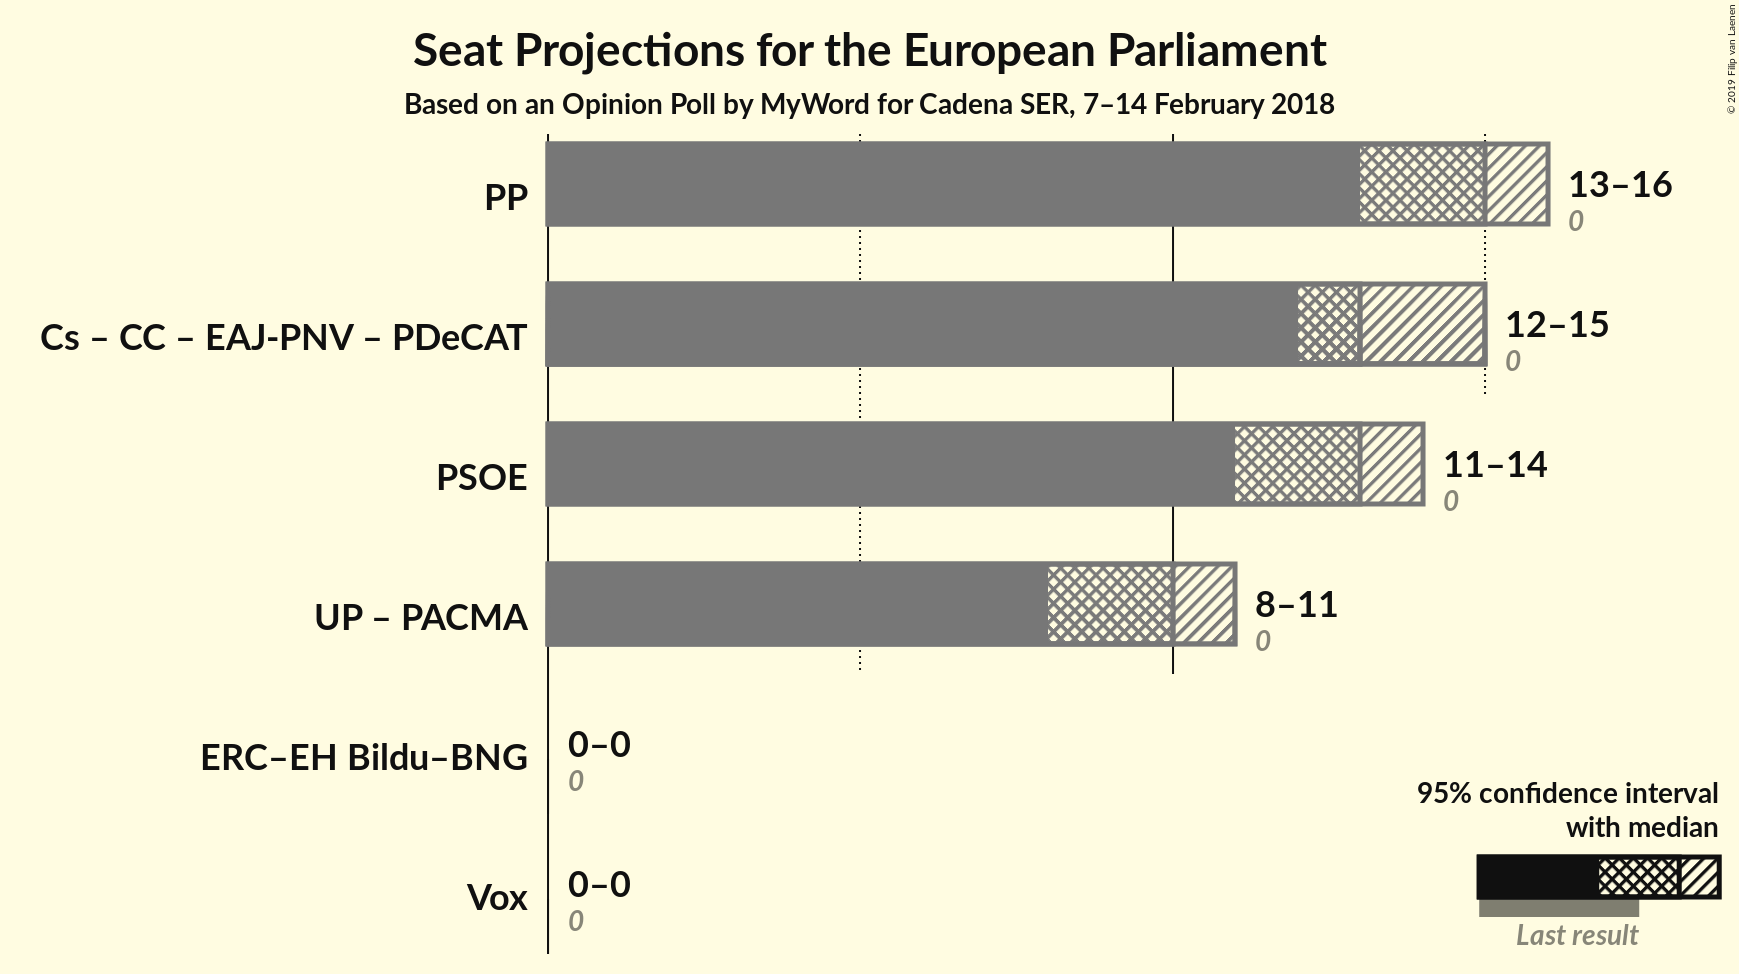 Seat Projections for the European Parliament
Based on an Opinion Poll by MyWord for Cadena SER, 7–14 February 2018
© 2019 Filip van Laenen
PP
13–16
0
Cs – CC – EAJ-PNV – PDeCAT
12–15
0
PSOE
11–14
0
UP – PACMA
8–11
0
ERC–EH Bildu–BNG
0–0
0
Vox
0–0
0
95% confidence interval
with median
Last result